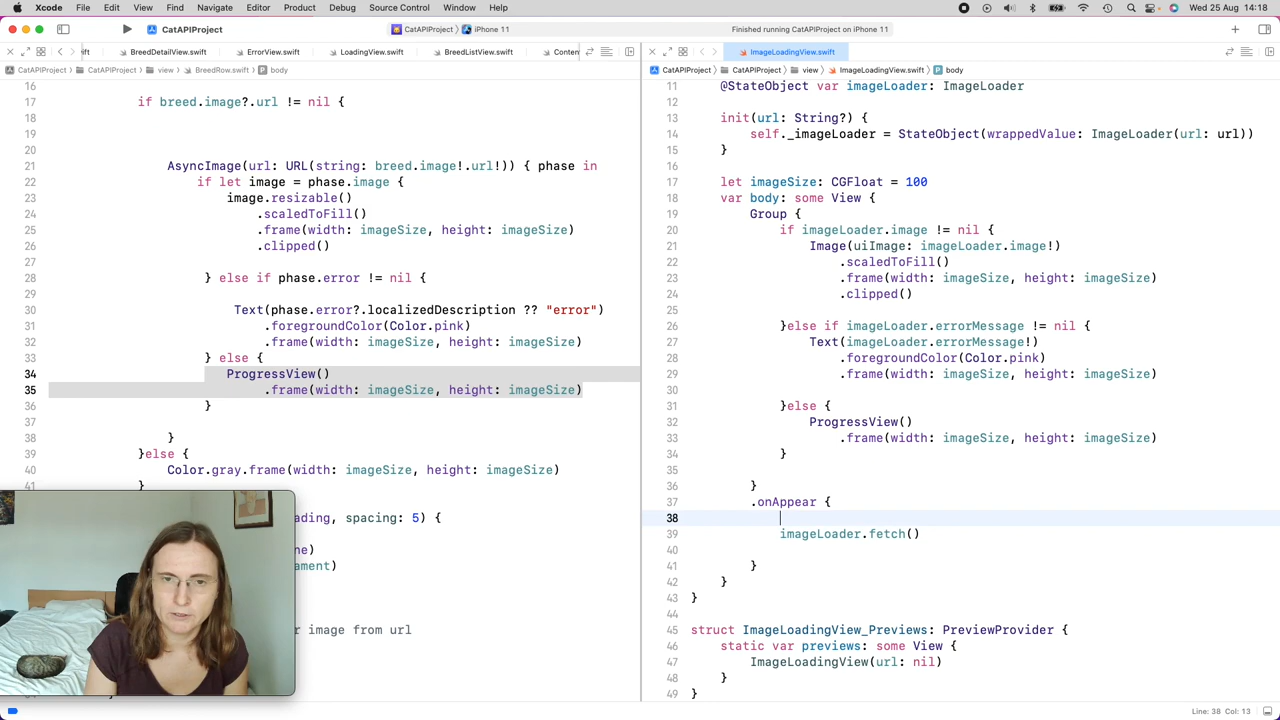 Xcode File Edit View Find Navigate Editor Product Debug Source Control Window Help
Wed 25 Aug 14:18
CatAPIProject
CatAPIProject
iPhone 11
Finished running CatAPIProject on iPhone 11
ift
BreedDetailView.swift
ErrorView.swift
LoadingView.swift
BreedListView.swift
Conten
CatAPIProject
CatAPIProject
view
BreedRow.swift
body
16
17 if breed.image?.url != nil {
18
19
20
21 AsyncImage(url: URL(string: breed.image!.url!)) { phase in
22 if let image = phase.image {
23 image.resizable()
24 .scaledToFill()
25 .frame(width: imageSize, height: imageSize)
26 .clipped()
27
28 } else if phase.error != nil {
29
30 Text(phase.error?.localizedDescription ?? "error")
31 .foregroundColor(Color.pink)
32 .frame(width: imageSize, height: imageSize)
33 } else {
34 ProgressView()
35 .frame(width: imageSize, height: imageSize)
36 }
37
38 }
39 }else {
40 Color.gray.frame(width: imageSize, height: imageSize)
41 }
ading, spacing: 5) {
ne)
ament)
r image from url
ImageLoadingView.swift
CatAPIProject
CatAPIProject
view
ImageLoadingView.swift
body
11 @StateObject var imageLoader: ImageLoader
12
13 init(url: String?) {
14 self._imageLoader = StateObject(wrappedValue: ImageLoader(url: url))
15 }
16
17 let imageSize: CGFloat = 100
18 var body: some View {
19 Group {
20 if imageLoader.image != nil {
21 Image(uiImage: imageLoader.image!)
22 .scaledToFill()
23 .frame(width: imageSize, height: imageSize)
24 .clipped()
25
26 }else if imageLoader.errorMessage != nil {
27 Text(imageLoader.errorMessage!)
28 .foregroundColor(Color.pink)
29 .frame(width: imageSize, height: imageSize)
30
31 }else {
32 ProgressView()
33 .frame(width: imageSize, height: imageSize)
34 }
35
36 }
37 .onAppear {
38
39 imageLoader.fetch()
40
41 }
42 }
43 }
44
45 struct ImageLoadingView_Previews: PreviewProvider {
46 static var previews: some View {
47 ImageLoadingView(url: nil)
48 }
49 }
Line: 38 Col: 13